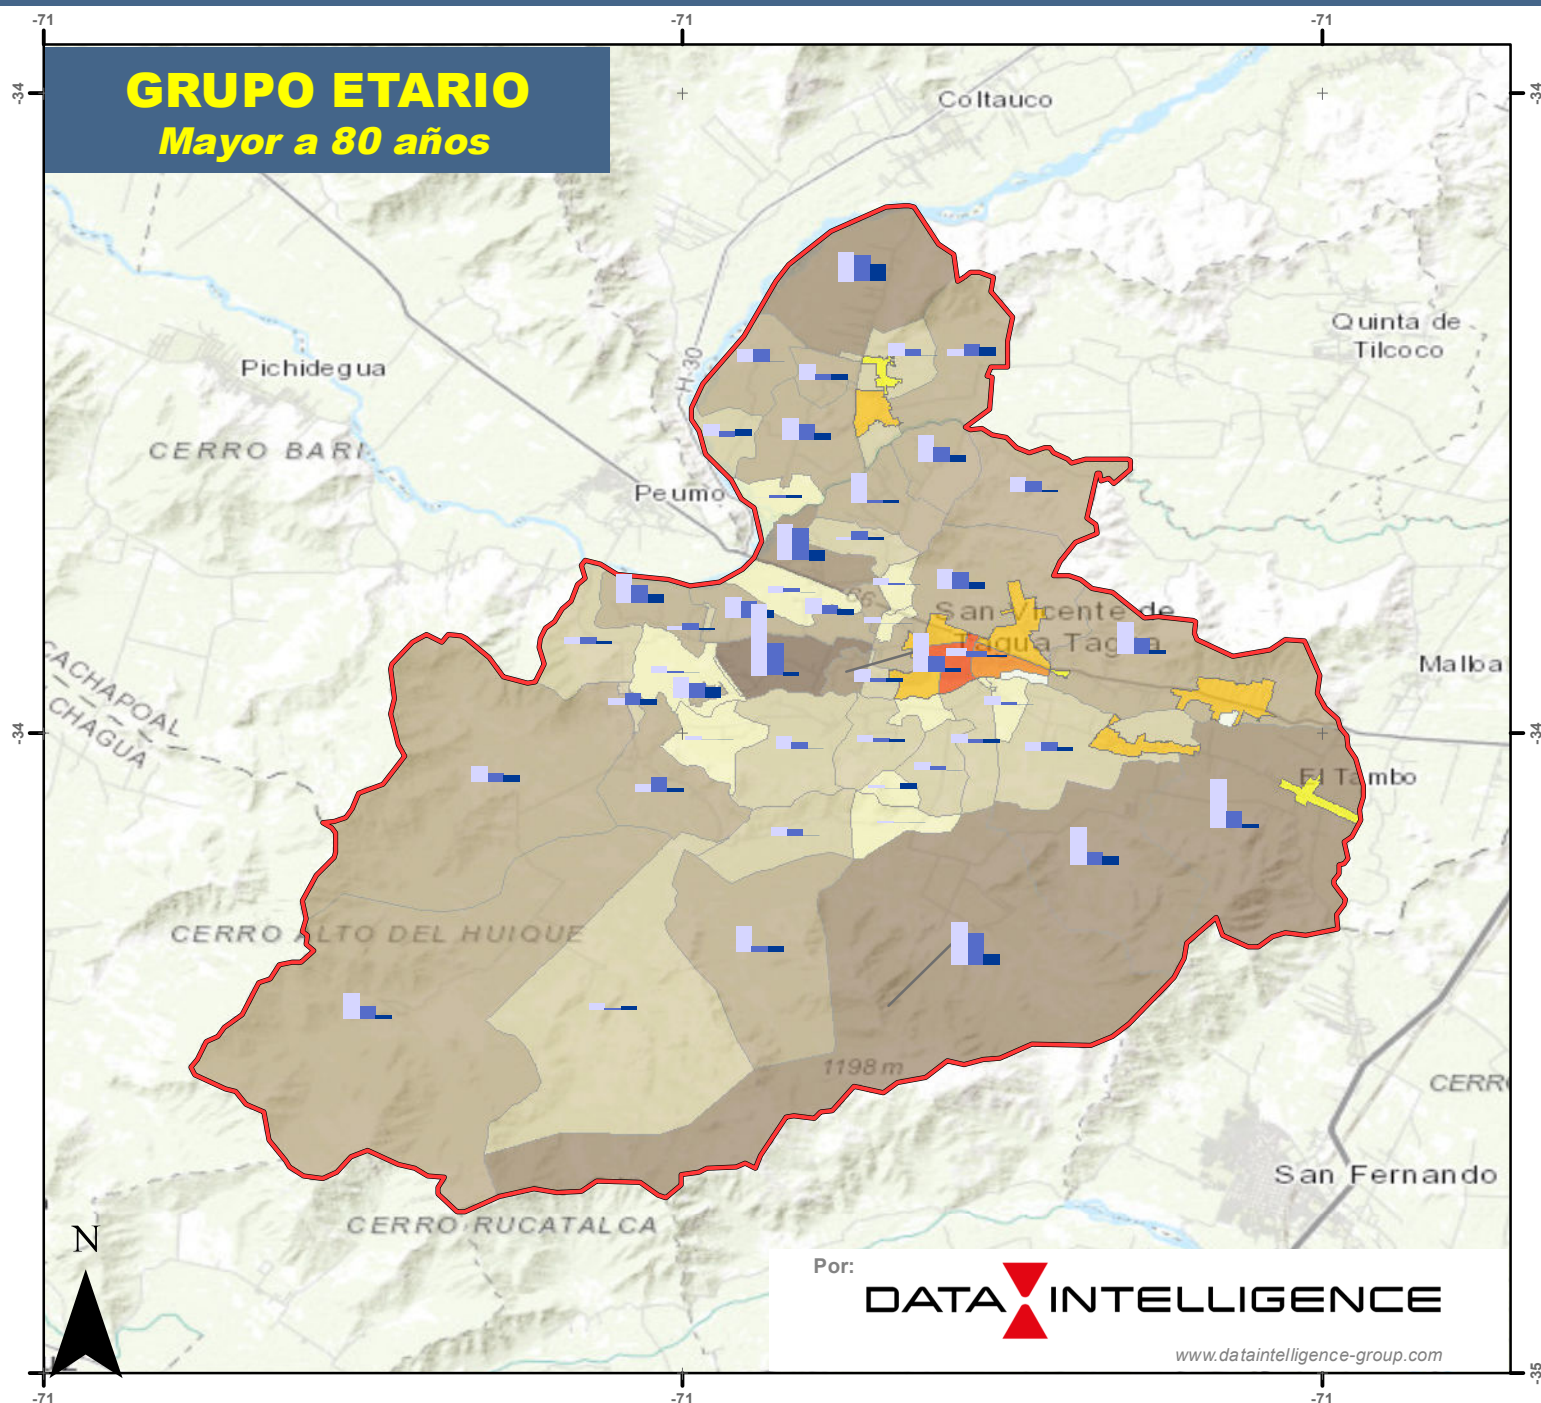 -71
-71
-71
-34
-34
GRUPO ETARIO
Mayor a 80 años
Coltauco
Quinta de
Tilcoco
Pichidegua
H-30
CERRO BARI
Peumo
66
San Vicente de
Tagua Tagua
Malloa
CACHAPOAL
CHAGUA
-34
-34
El Tambo
CERRO ALTO DEL HUIQUE
1198 m
CERR
San Fernando
CERRO RUCATALCA
N
Por:
DATA INTELLIGENCE
www.dataintelligence-group.com
-35
-71
-71
-71